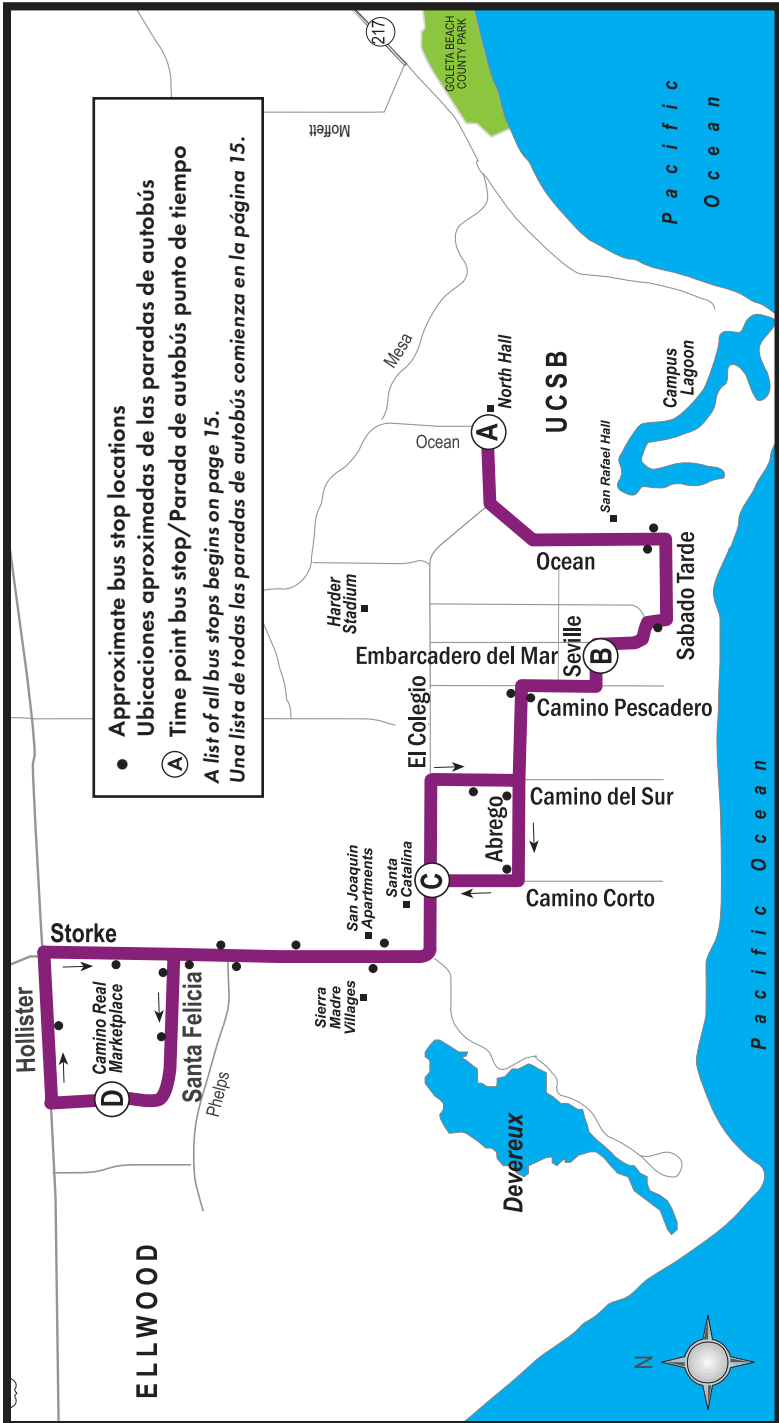 Approximate bus stop locations
Ubicaciones aproximadas de las paradas de autobús
A Time point bus stop/Parada de autobús punto de tiempo
A list of all bus stops begins on page 15.
Una lista de todas las paradas de autobús comienza en la página 15.
ELLWOOD
Hollister
Storke
D
Camino Real
Marketplace
Santa Felicia
Phelps
Sierra
Madre
Villages
San Joaquin
Apartments
Santa
Catalina
C
El Colegio
Abrego
Camino Corto
Camino del Sur
Camino Pescadero
Embarcadero del Mar
Seville
B
Sabado Tarde
Ocean
Harder
Stadium
Ocean
A
North Hall
UCSB
San Rafael Hall
Campus
Lagoon
Mesa
Moffett
217
GOLETA BEACH
COUNTY PARK
Pacific
Ocean
Devereux
Pacific Ocean
N